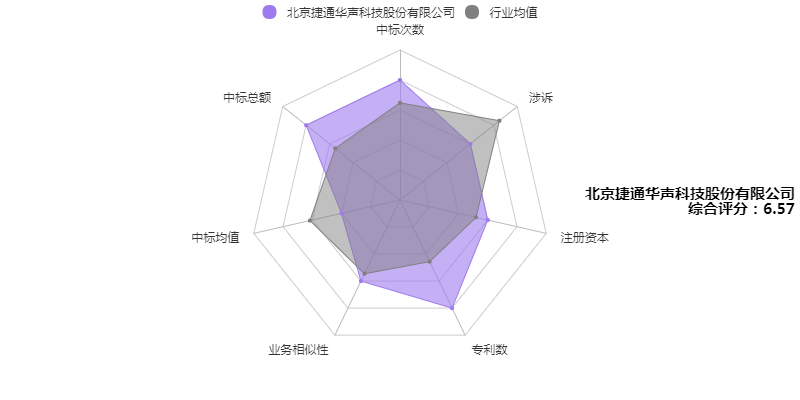 北京捷通华声科技股份有限公司 行业均值
中标次数
中标总额 涉诉
北京捷通华声科技股份有限公司
综合评分：6.57
中标均值 注册资本
业务相似性 专利数